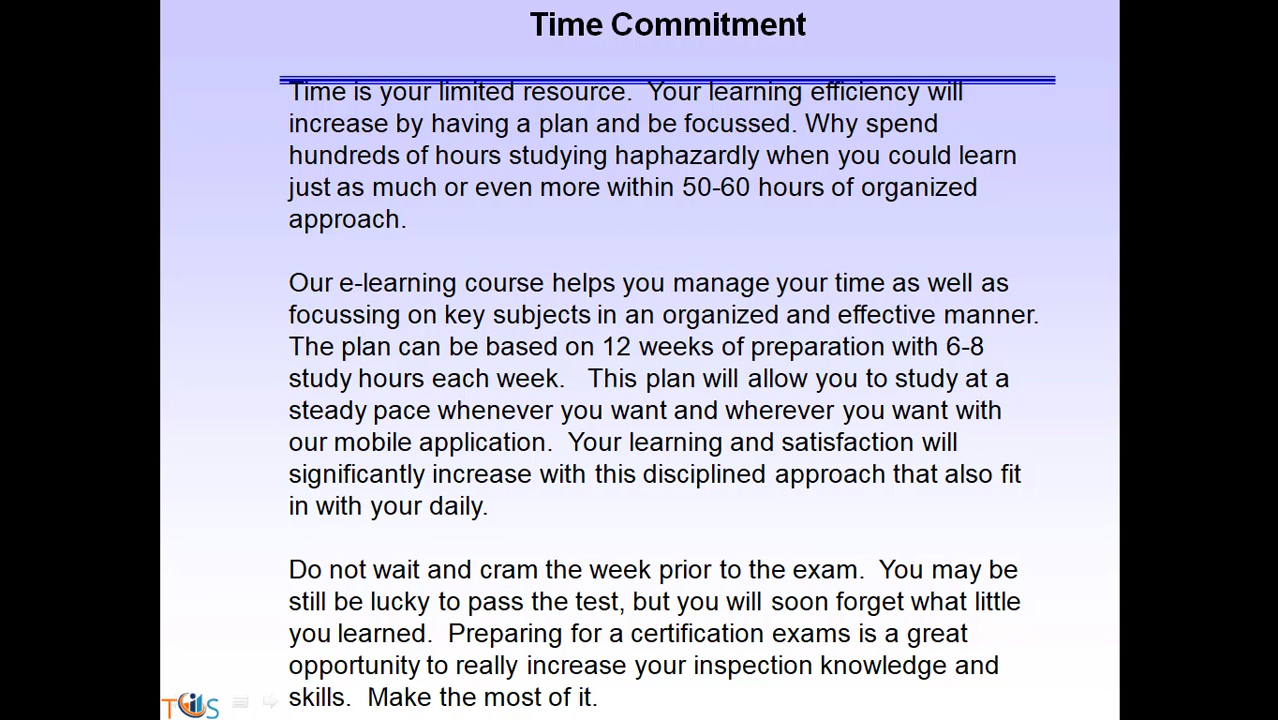 Time Commitment
Time is your limited resource.  Your learning efficiency will
increase by having a plan and be focussed. Why spend
hundreds of hours studying haphazardly when you could learn
just as much or even more within 50-60 hours of organized
approach.
Our e-learning course helps you manage your time as well as
focussing on key subjects in an organized and effective manner.
The plan can be based on 12 weeks of preparation with 6-8
study hours each week.   This plan will allow you to study at a
steady pace whenever you want and wherever you want with
our mobile application.  Your learning and satisfaction will
significantly increase with this disciplined approach that also fit
in with your daily.
Do not wait and cram the week prior to the exam.  You may be
still be lucky to pass the test, but you will soon forget what little
you learned.  Preparing for a certification exams is a great
opportunity to really increase your inspection knowledge and
skills.  Make the most of it.